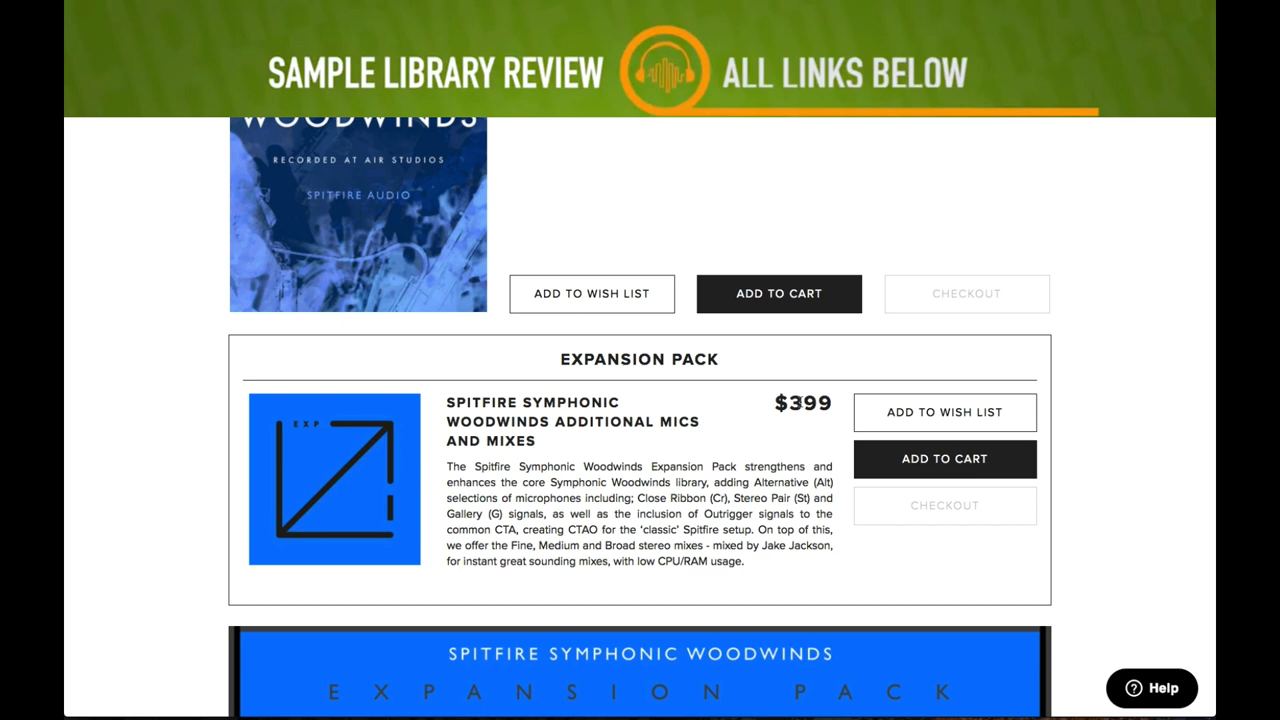 SAMPLE LIBRARY REVIEW ALL LINKS BELOW
WOODWINDS
RECORDED AT AIR STUDIOS
SPITFIRE AUDIO
ADD TO WISH LIST ADD TO CART CHECKOUT
EXPANSION PACK
EXP
SPITFIRE SYMPHONIC
WOODWINDS ADDITIONAL MICS
AND MIXES
$399
The Spitfire Symphonic Woodwinds Expansion Pack strengthens and
enhances the core Symphonic Woodwinds library, adding Alternative (Alt)
selections of microphones including; Close Ribbon (Cr), Stereo Pair (St) and
Gallery (G) signals, as well as the inclusion of Outrigger signals to the
common CTA, creating CTAO for the ‘classic’ Spitfire setup. On top of this,
we offer the Fine, Medium and Broad stereo mixes - mixed by Jake Jackson,
for instant great sounding mixes, with low CPU/RAM usage.
ADD TO WISH LIST
ADD TO CART
CHECKOUT
SPITFIRE SYMPHONIC WOODWINDS
EXPANSION PACK
? Help